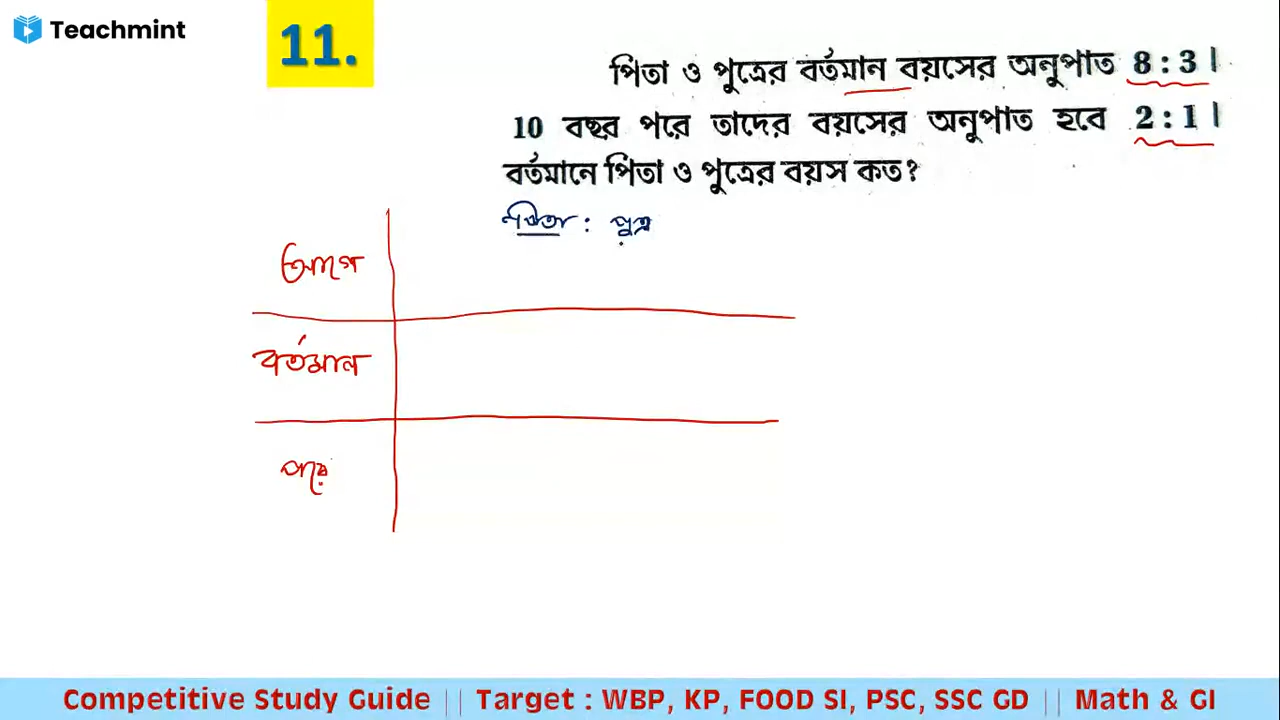 Teachmint
11.
পিতা ও পুত্রের বর্তমান বয়সের অনুপাত 8 : 3 ।
10 বছর পরে তাদের বয়সের অনুপাত হবে 2 : 1 ।
বর্তমানে পিতা ও পুত্রের বয়স কত?
পিতা : পুত্র
আগে
বর্তমান
পরে
Competitive Study Guide || Target : WBP, KP, FOOD SI, PSC, SSC GD || Math & GI